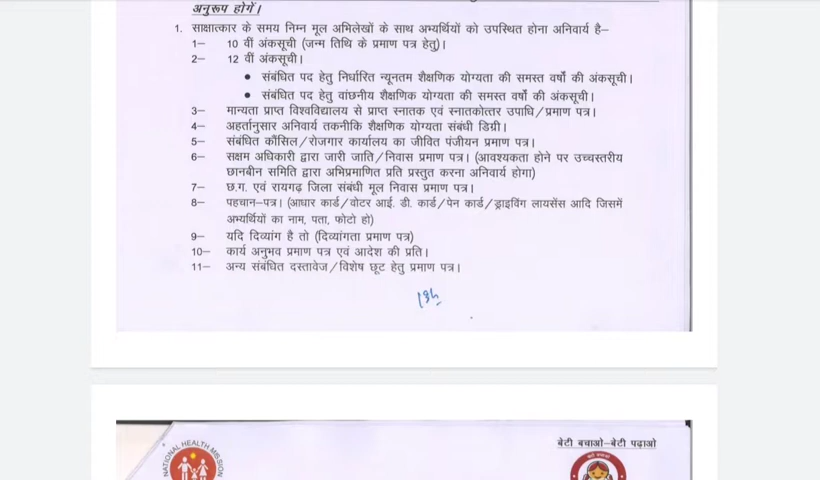 अनुरूप होगें।
1. साक्षात्कार के समय निम्न मूल अभिलेखों के साथ अभ्यर्थियों को उपस्थित होना अनिवार्य है–
1– 10 वीं अंकसूची (जन्म तिथि के प्रमाण पत्र हेतु)।
2– 12 वीं अंकसूची।
• संबंधित पद हेतु निर्धारित न्यूनतम शैक्षणिक योग्यता की समस्त वर्षों की अंकसूची।
• संबंधित पद हेतु वांछनीय शैक्षणिक योग्यता की समस्त वर्षों की अंकसूची।
3– मान्यता प्राप्त विश्वविद्यालय से प्राप्त स्नातक एवं स्नातकोत्तर उपाधि/प्रमाण पत्र।
4– अहर्तानुसार अनिवार्य तकनीकि शैक्षणिक योग्यता संबंधी डिग्री।
5– संबंधित कौंसिल/रोजगार कार्यालय का जीवित पंजीयन प्रमाण पत्र।
6– सक्षम अधिकारी द्वारा जारी जाति/निवास प्रमाण पत्र। (आवश्यकता होने पर उच्चस्तरीय
छानबीन समिति द्वारा अभिप्रमाणित प्रति प्रस्तुत करना अनिवार्य होगा)
7– छ.ग. एवं रायगढ़ जिला संबंधी मूल निवास प्रमाण पत्र।
8– पहचान–पत्र। (आधार कार्ड/वोटर आई. डी. कार्ड/पेन कार्ड/ड्राइविंग लायसेंस आदि जिसमें
अभ्यर्थियों का नाम, पता, फोटो हो)
9– यदि दिव्यांग है तो (दिव्यांगता प्रमाण पत्र)
10– कार्य अनुभव प्रमाण पत्र एवं आदेश की प्रति।
11– अन्य संबंधित दस्तावेज/विशेष छूट हेतु प्रमाण पत्र।
बेटी बचाओ–बेटी पढ़ाओ
NATIONAL HEALTH MISSION